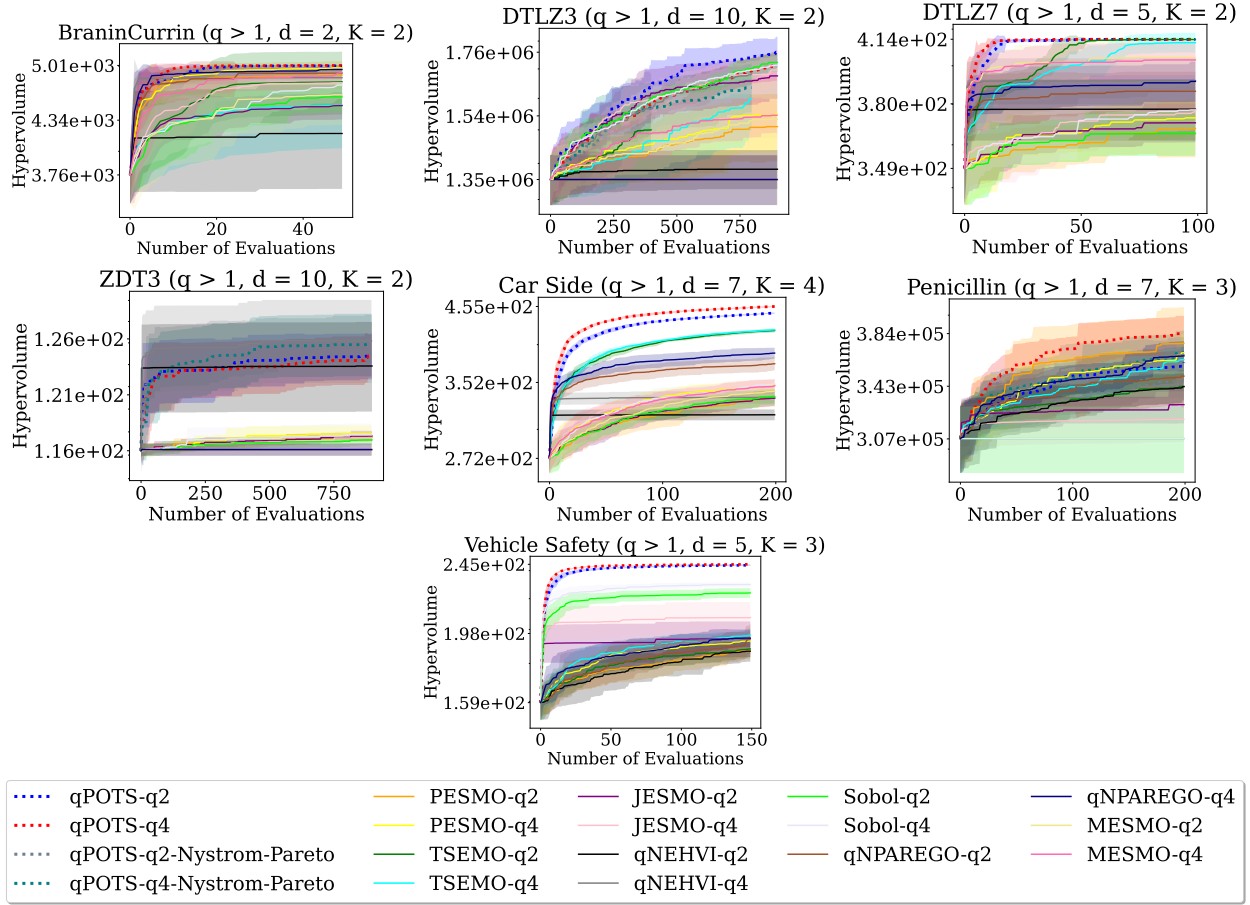 BraninCurrin (q > 1, d = 2, K = 2)
Hypervolume
5.01e+03
4.34e+03
3.76e+03
0 20 40
Number of Evaluations
DTLZ3 (q > 1, d = 10, K = 2)
Hypervolume
1.76e+06
1.54e+06
1.35e+06
0 250 500 750
Number of Evaluations
DTLZ7 (q > 1, d = 5, K = 2)
Hypervolume
4.14e+02
3.80e+02
3.49e+02
0 50 100
Number of Evaluations
ZDT3 (q > 1, d = 10, K = 2)
Hypervolume
1.26e+02
1.21e+02
1.16e+02
0 250 500 750
Number of Evaluations
Car Side (q > 1, d = 7, K = 4)
Hypervolume
4.55e+02
3.52e+02
2.72e+02
0 100 200
Number of Evaluations
Penicillin (q > 1, d = 7, K = 3)
Hypervolume
3.84e+05
3.43e+05
3.07e+05
0 100 200
Number of Evaluations
Vehicle Safety (q > 1, d = 5, K = 3)
Hypervolume
2.45e+02
1.98e+02
1.59e+02
0 50 100 150
Number of Evaluations
qPOTS-q2
qPOTS-q4
qPOTS-q2-Nystrom-Pareto
qPOTS-q4-Nystrom-Pareto
PESMO-q2
PESMO-q4
TSEMO-q2
TSEMO-q4
JESMO-q2
JESMO-q4
qNEHVI-q2
qNEHVI-q4
Sobol-q2
Sobol-q4
qNPAREGO-q2
qNPAREGO-q4
MESMO-q2
MESMO-q4